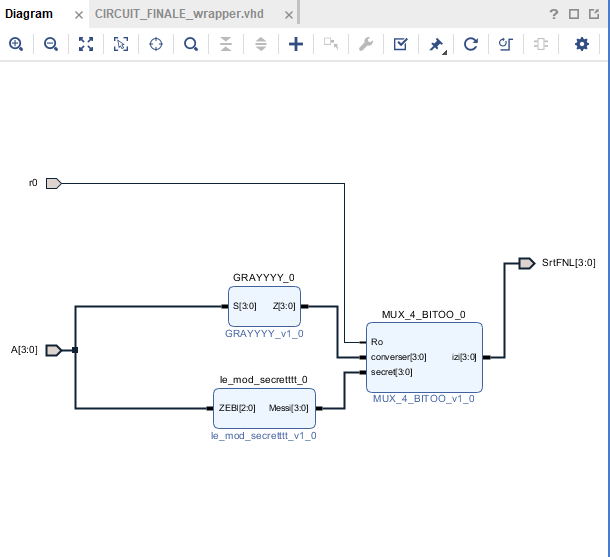 Diagram
CIRCUIT_FINALE_wrapper.vhd
r0
SrtFNL[3:0]
GRAYYYY_0
S[3:0] Z[3:0]
GRAYYYY_v1_0
MUX_4_BITOO_0
Ro
A[3:0]
converser[3:0] izi[3:0]
secret[3:0]
le_mod_secretttt_0
MUX_4_BITOO_v1_0
ZEBI[2:0] Messi[3:0]
le_mod_secretttt_v1_0